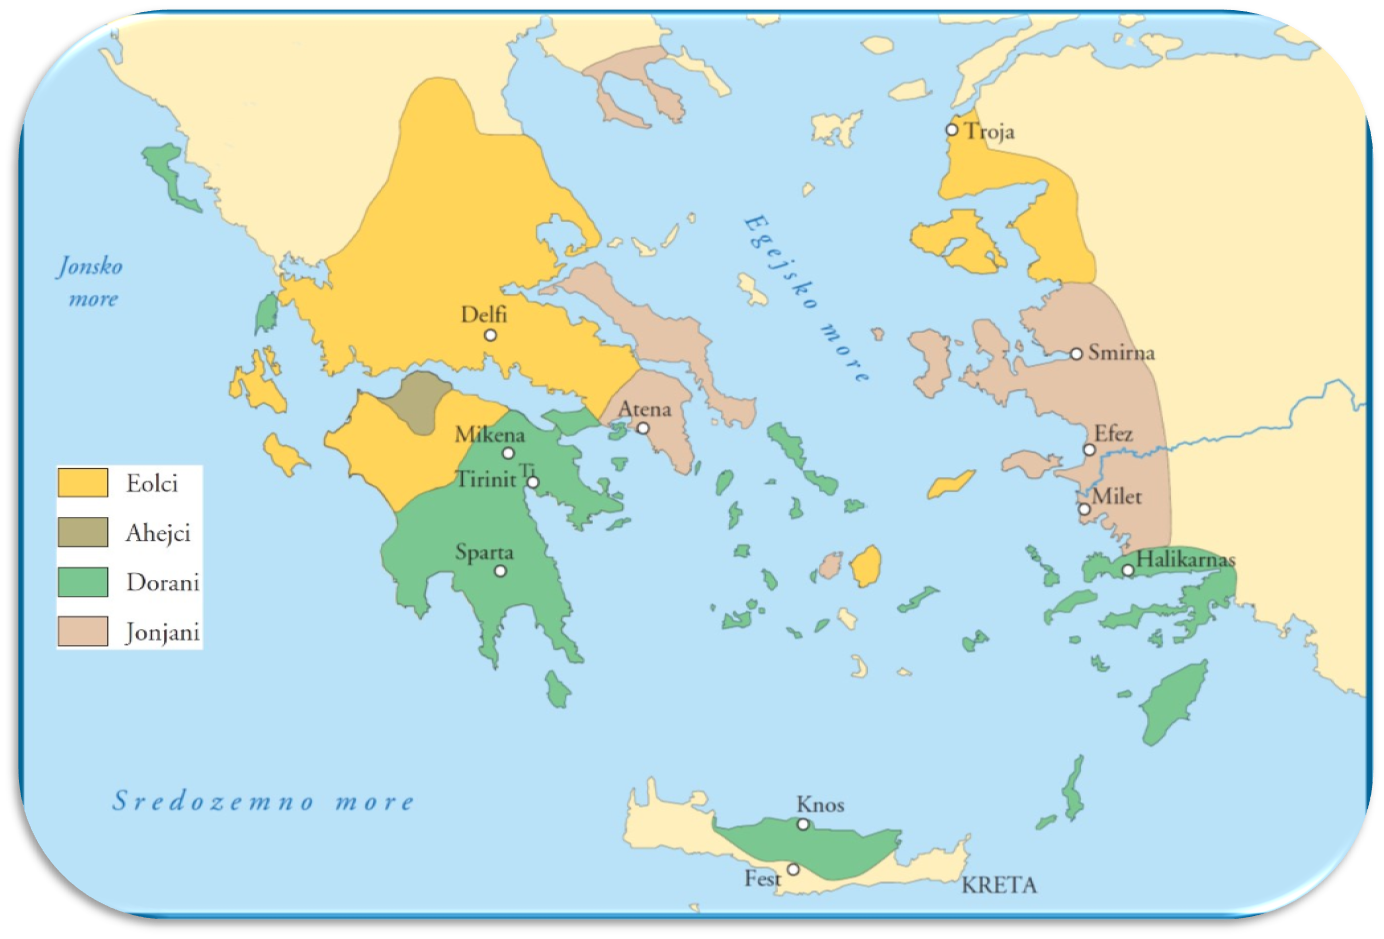 Troja
Egejsko more
Jonsko
more
Delfi
Smirna
Atena
Mikena
Efez
Tirinit
Ti
Milet
Eolci
Ahejci
Dorani
Jonjani
Sparta
Halikarnas
Sredozemno more
Knos
Fest
KRETA